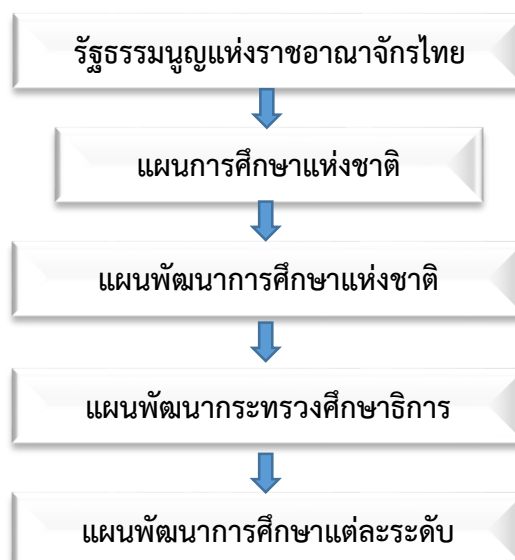 รัฐธรรมนูญแห่งราชอาณาจักรไทย
แผนการศึกษาแห่งชาติ
แผนพัฒนาการศึกษาแห่งชาติ
แผนพัฒนากระทรวงศึกษาธิการ
แผนพัฒนาการศึกษาแต่ละระดับ